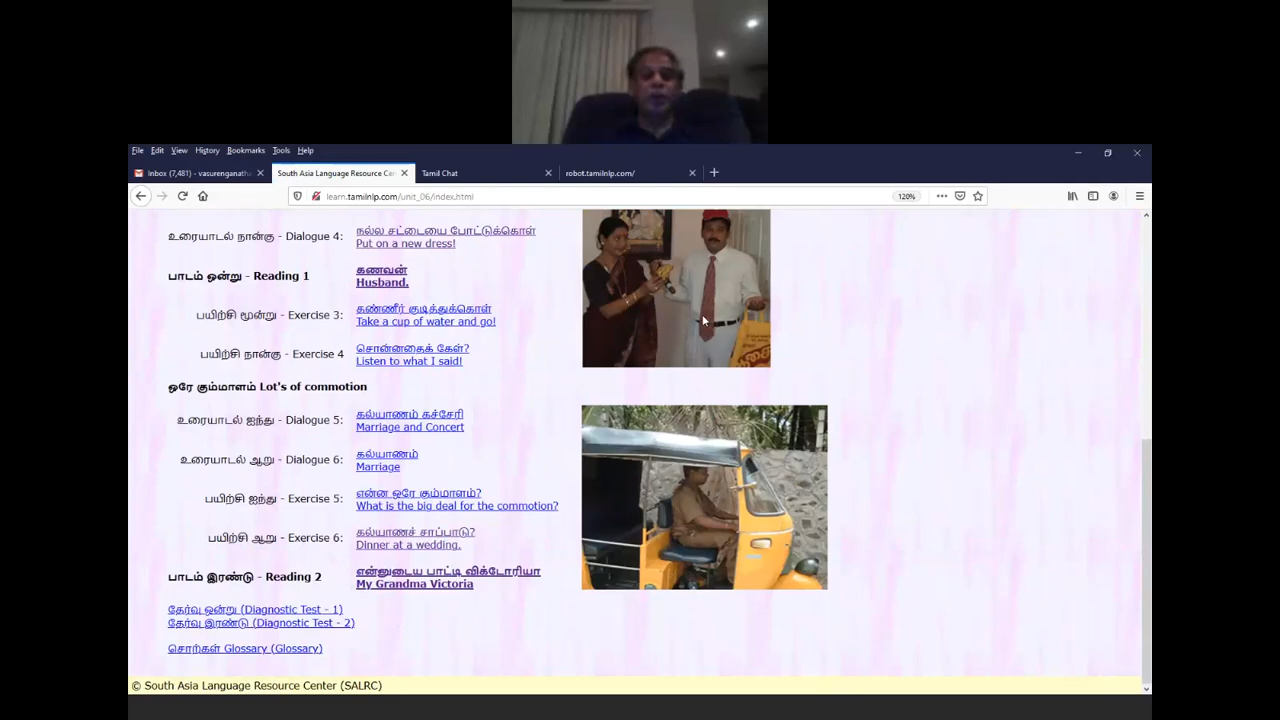 File Edit View History Bookmarks Tools Help
Inbox (7,481) - vasurenganath
South Asia Language Resource Cen
Tamil Chat
robot.tamilnlp.com/
learn.tamilnlp.com/unit_06/index.html
120%
உரையாடல் நான்கு - Dialogue 4:
நல்ல சட்டையை போட்டுக்கொள்
Put on a new dress!
பாடம் ஒன்று - Reading 1
கணவன்
Husband.
பயிற்சி மூன்று - Exercise 3:
தண்ணீர் குடித்துக்கொள்
Take a cup of water and go!
பயிற்சி நான்கு - Exercise 4
சொன்னதைக் கேள்?
Listen to what I said!
ஒரே கும்மாளம் Lot's of commotion
உரையாடல் ஐந்து - Dialogue 5:
கல்யாணம் கச்சேரி
Marriage and Concert
உரையாடல் ஆறு - Dialogue 6:
கல்யாணம்
Marriage
பயிற்சி ஐந்து - Exercise 5:
என்ன ஒரே கும்மாளம்?
What is the big deal for the commotion?
பயிற்சி ஆறு - Exercise 6:
கல்யாணச் சாப்பாடு?
Dinner at a wedding.
பாடம் இரண்டு - Reading 2
என்னுடைய பாட்டி விக்டோரியா
My Grandma Victoria
தேர்வு ஒன்று (Diagnostic Test - 1)
தேர்வு இரண்டு (Diagnostic Test - 2)
சொற்கள் Glossary (Glossary)
© South Asia Language Resource Center (SALRC)